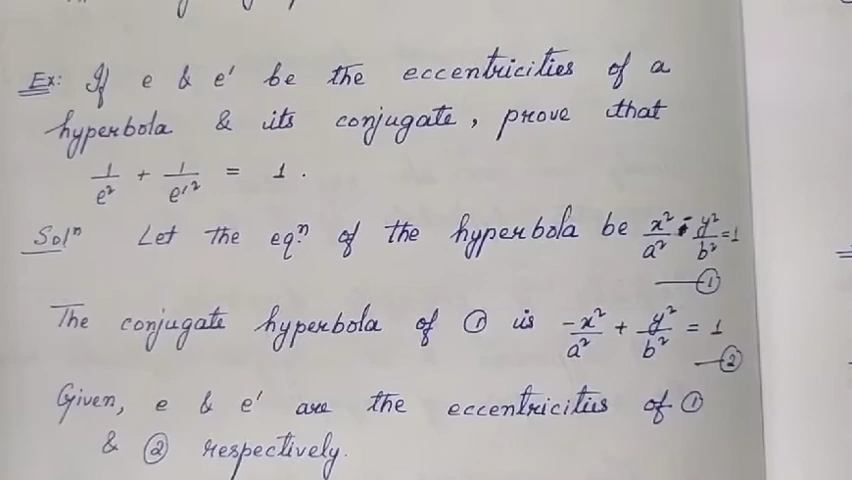 Ex: If e & e' be the eccentricities of a
hyperbola & its conjugate, prove that
1/e² + 1/e'² = 1.
Solⁿ Let the eqⁿ. of the hyperbola be x²/a² - y²/b² = 1
—①
The conjugate hyperbola of ① is -x²/a² + y²/b² = 1
—②
Given, e & e' are the eccentricities of ①
& ② respectively.